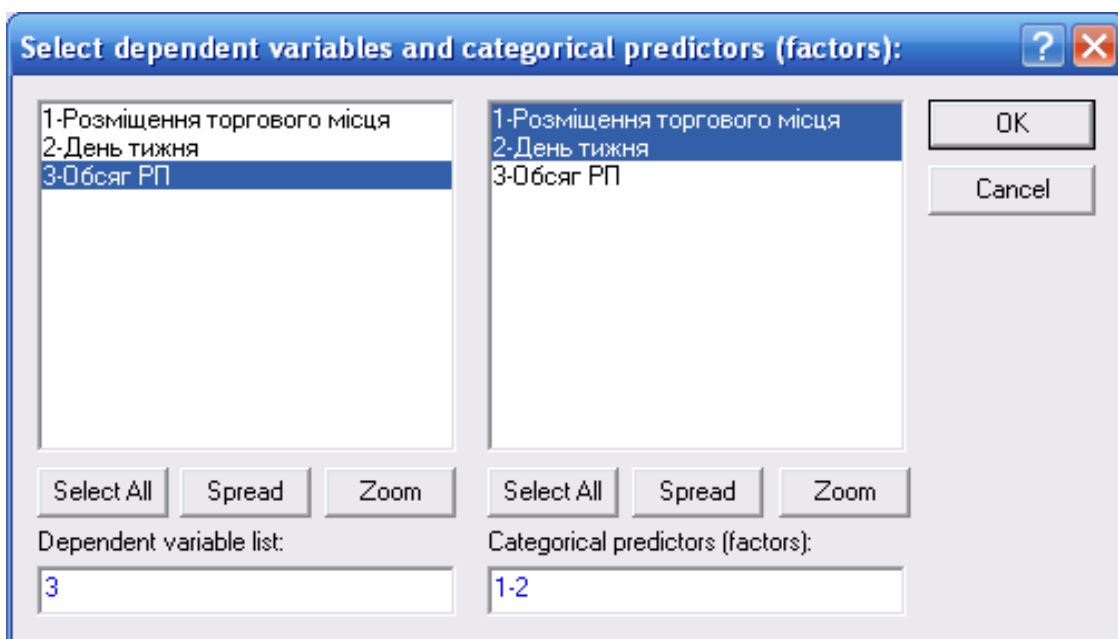 Select dependent variables and categorical predictors (factors):
1-Розміщення торгового місця
2-День тижня
3-Обсяг РП
1-Розміщення торгового місця
2-День тижня
3-Обсяг РП
OK
Cancel
Select All Spread Zoom
Select All Spread Zoom
Dependent variable list:
Categorical predictors (factors):
3
1-2